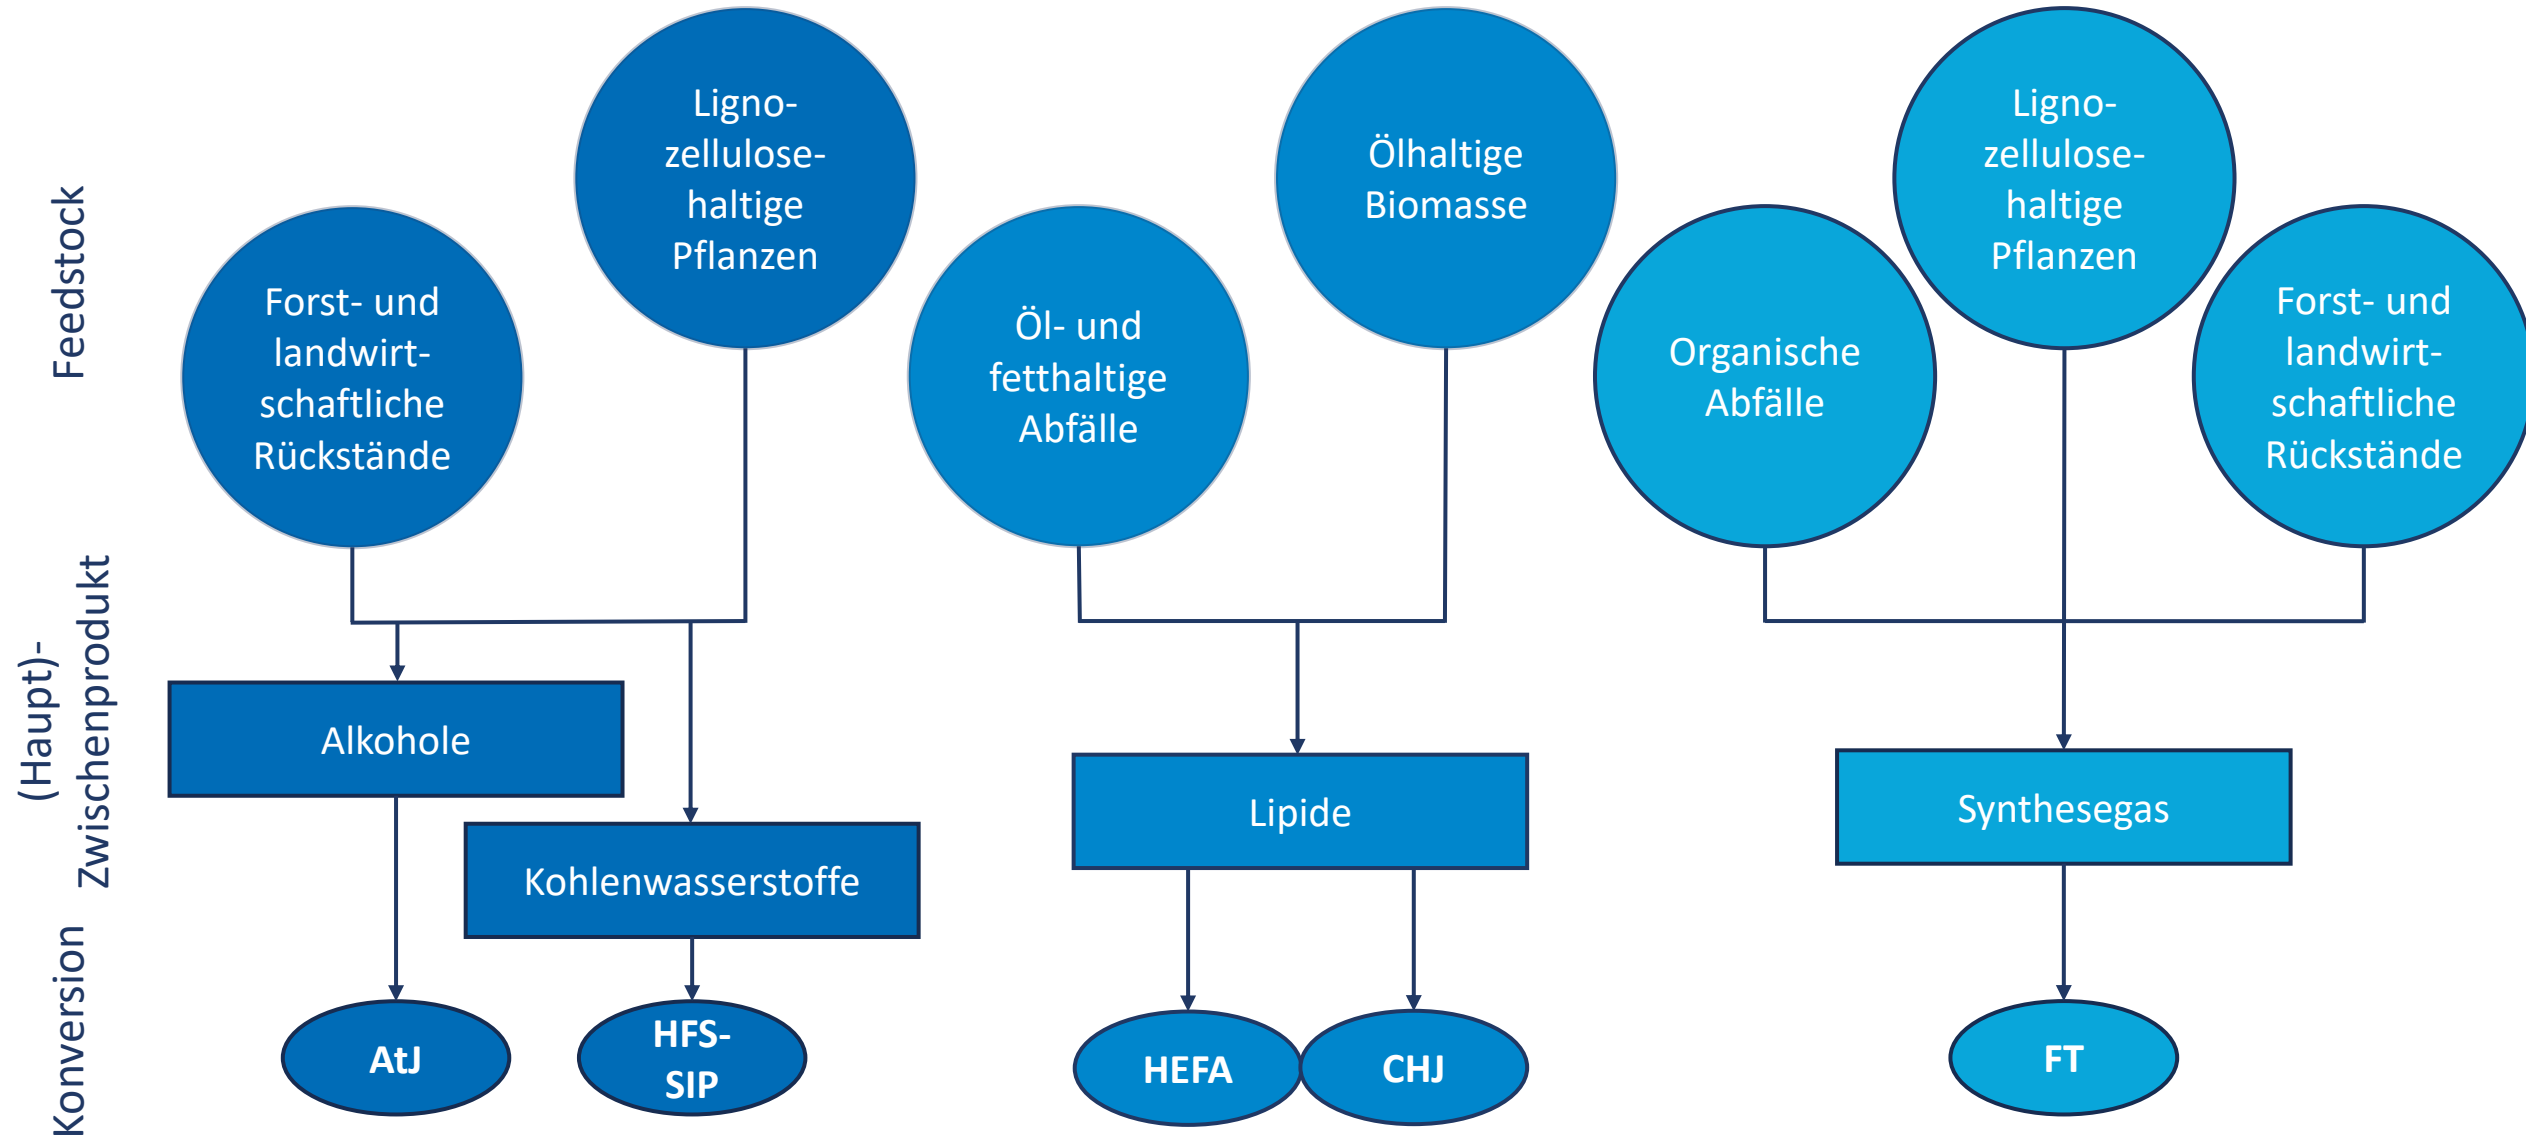 Feedstock
Forst- und
landwirt-
schaftliche
Rückstände
Ligno-
zellulose-
haltige
Pflanzen
Öl- und
fetthaltige
Abfälle
Ölhaltige
Biomasse
Organische
Abfälle
Ligno-
zellulose-
haltige
Pflanzen
Forst- und
landwirt-
schaftliche
Rückstände
(Haupt)-
Zwischenprodukt
Alkohole
Kohlenwasserstoffe
Lipide
Synthesegas
Konversion
AtJ
HFS-
SIP
HEFA
CHJ
FT